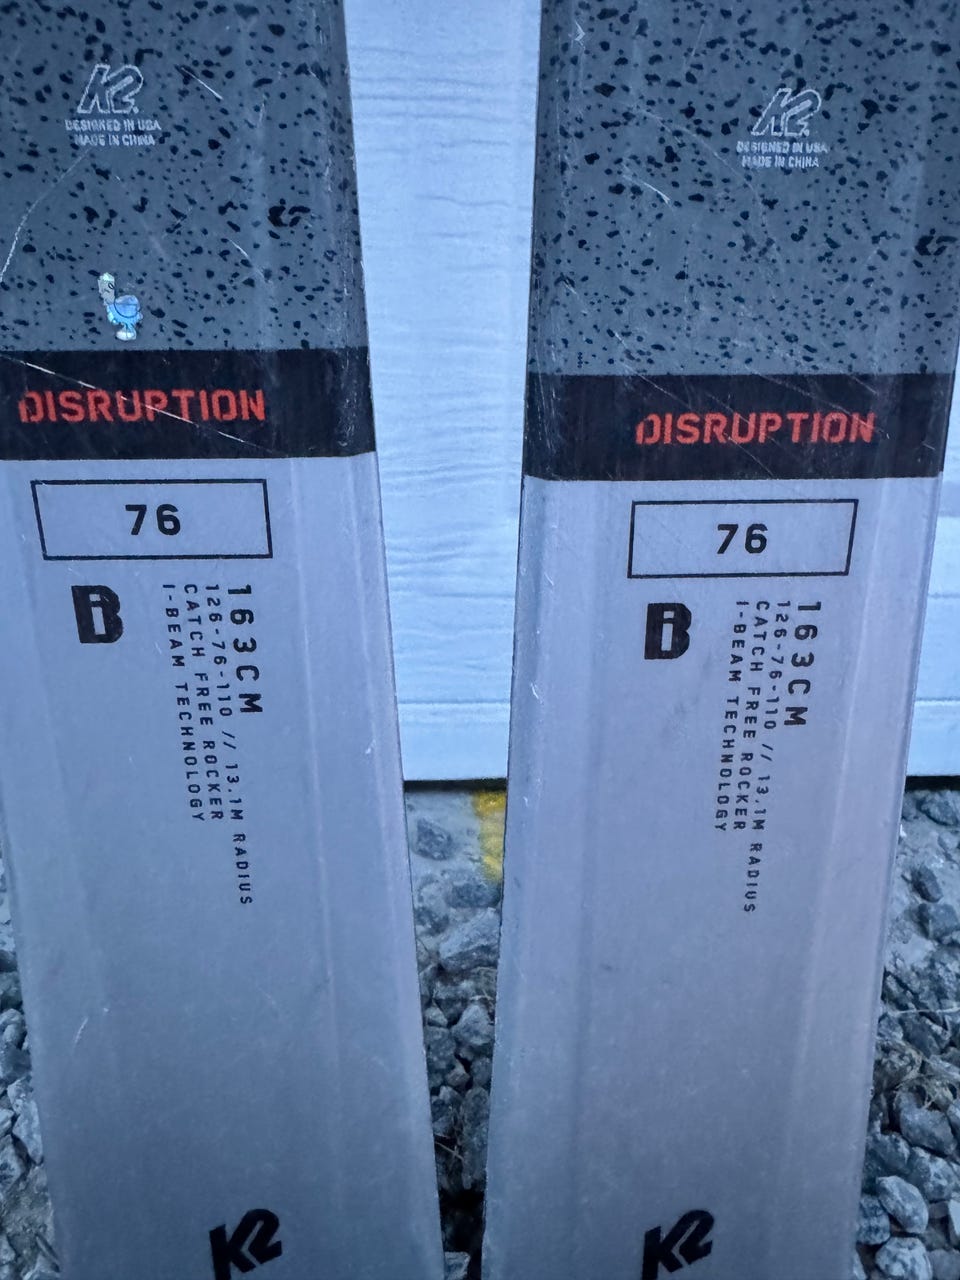 K2
DESIGNED IN USA
MADE IN CHINA
DISRUPTION
76
163CM
126-76-110 // 13.1M RADIUS
CATCH FREE ROCKER
I-BEAM TECHNOLOGY
K2
K2
DESIGNED IN USA
MADE IN CHINA
DISRUPTION
76
163CM
126-76-110 // 13.1M RADIUS
CATCH FREE ROCKER
I-BEAM TECHNOLOGY
K2